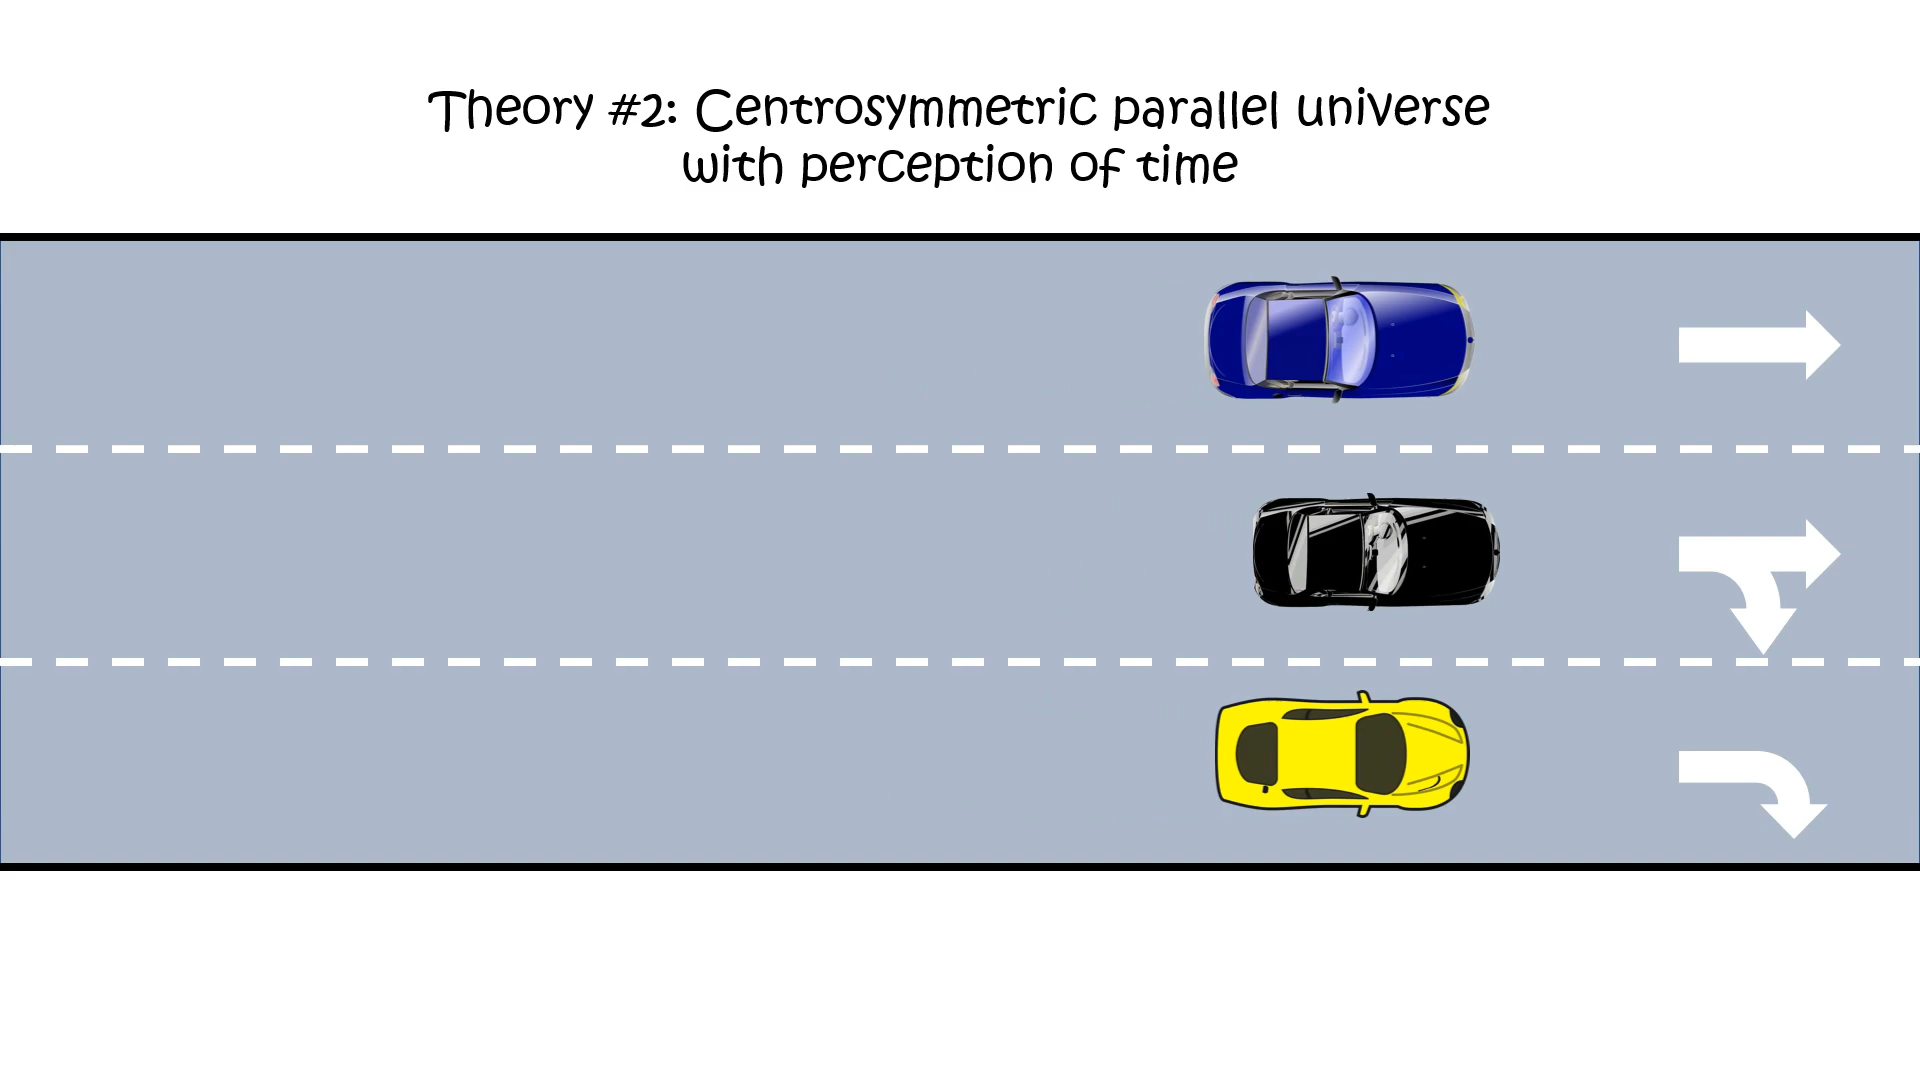 Theory #2: Centrosymmetric parallel universe
with perception of time